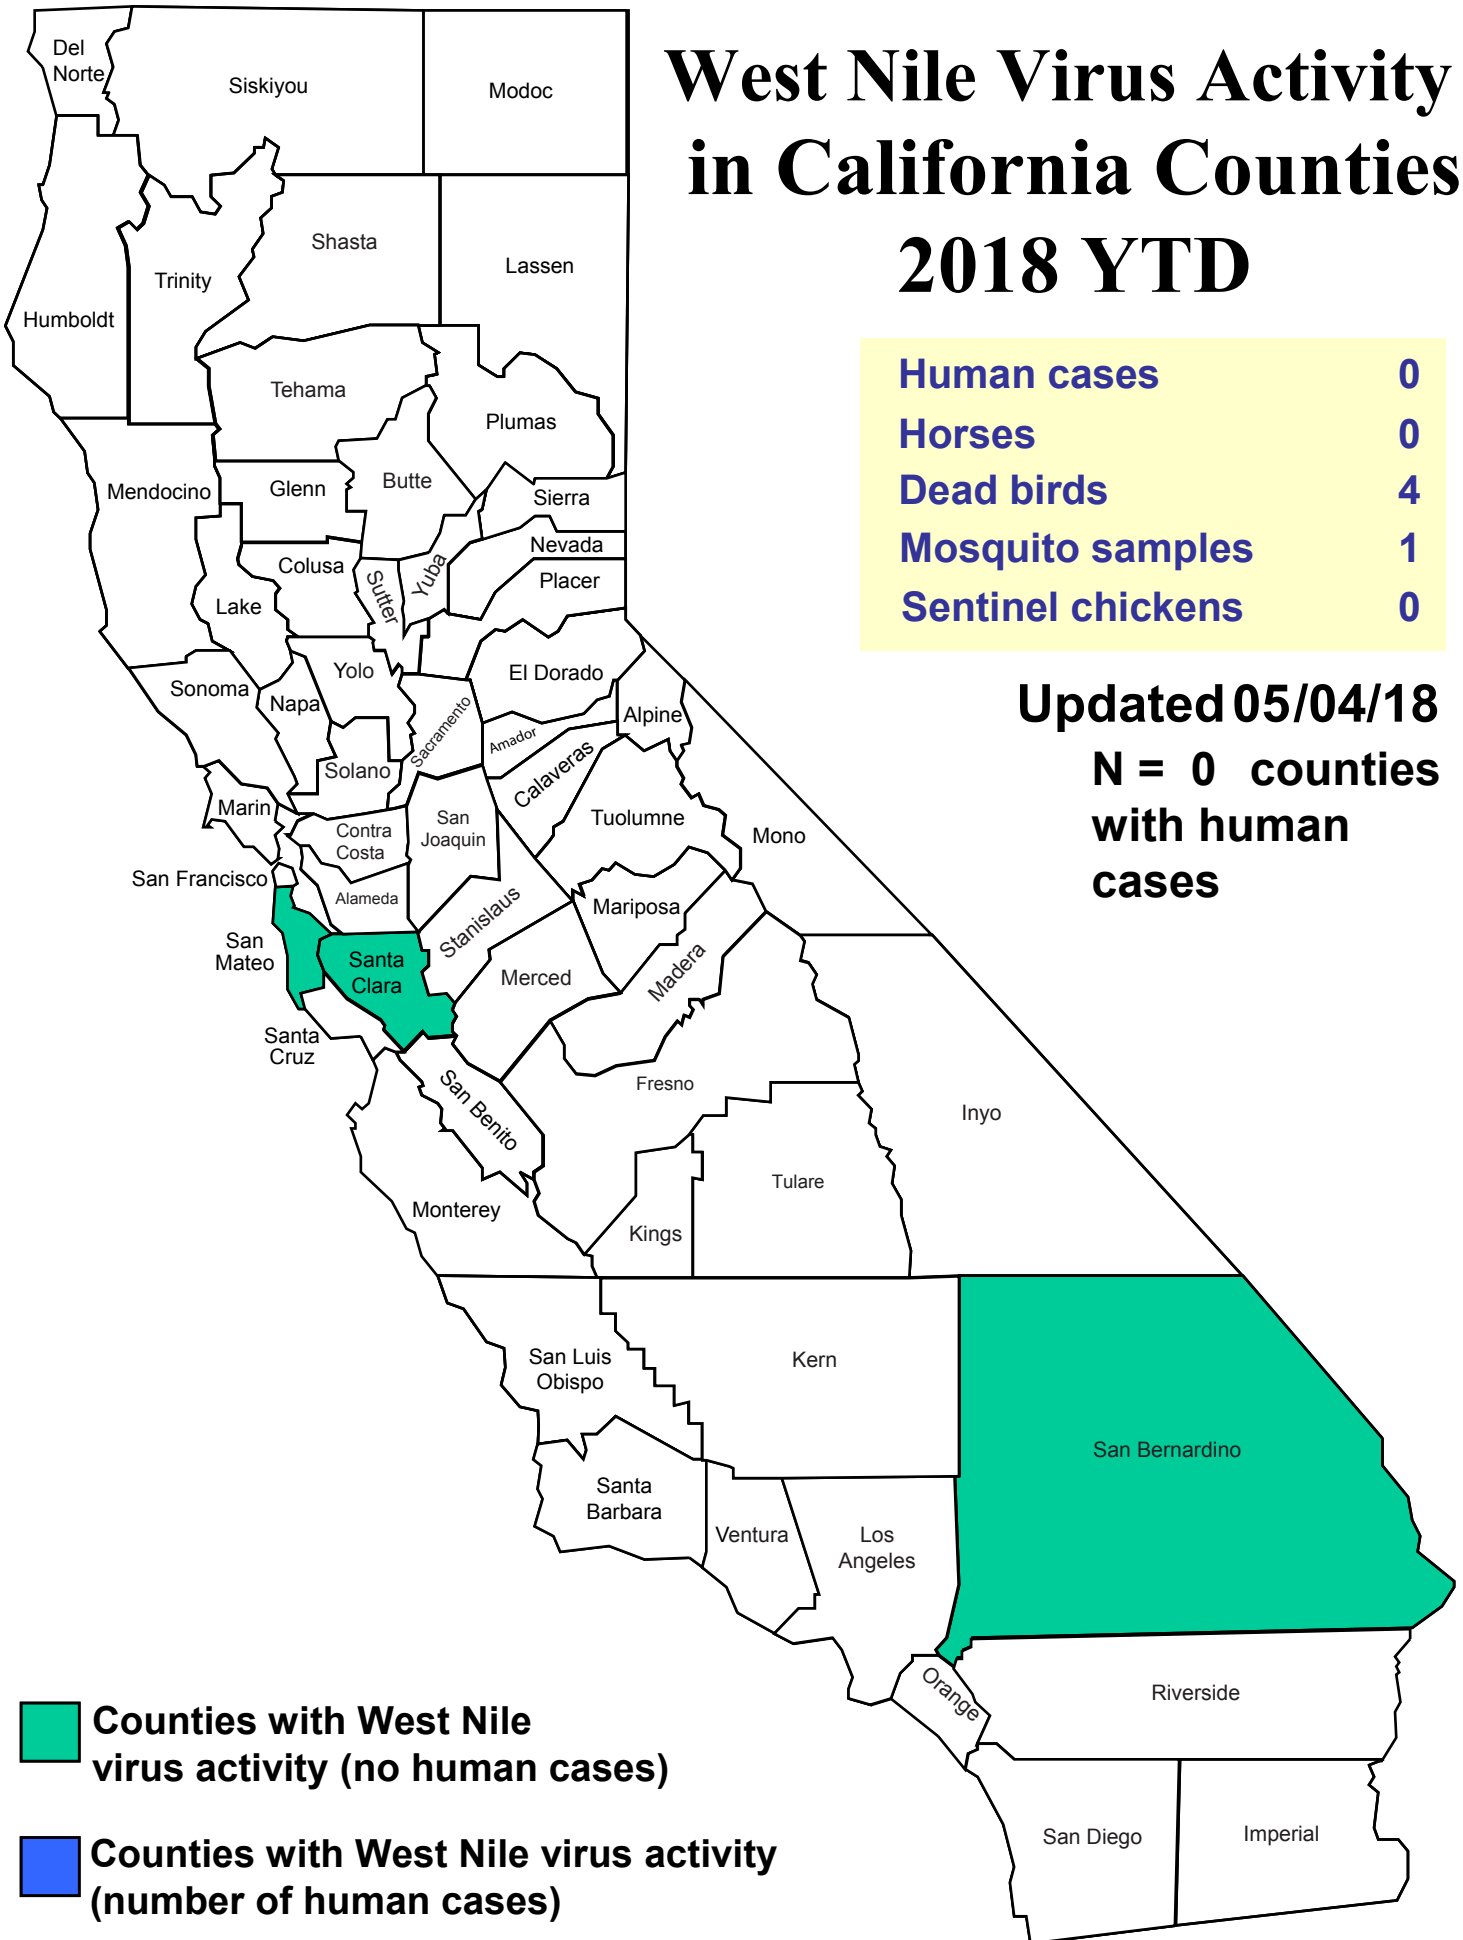 West Nile Virus Activity
in California Counties
2018 YTD
Human cases 0
Horses 0
Dead birds 4
Mosquito samples 1
Sentinel chickens 0
Updated 05/04/18
N = 0 counties
with human
cases
Del
Norte
Siskiyou
Modoc
Shasta
Lassen
Trinity
Humboldt
Tehama
Plumas
Mendocino
Glenn
Butte
Sierra
Nevada
Colusa
Sutter
Yuba
Placer
Lake
Yolo
El Dorado
Sonoma
Napa
Sacramento
Amador
Alpine
Solano
Calaveras
Marin
Contra
Costa
San
Joaquin
Tuolumne
Mono
San Francisco
Alameda
Stanislaus
Mariposa
San
Mateo
Santa
Clara
Merced
Madera
Santa
Cruz
San Benito
Fresno
Inyo
Monterey
Kings
Tulare
San Luis
Obispo
Kern
San Bernardino
Santa
Barbara
Ventura
Los
Angeles
Orange
Riverside
San Diego
Imperial
Counties with West Nile
virus activity (no human cases)
Counties with West Nile virus activity
(number of human cases)